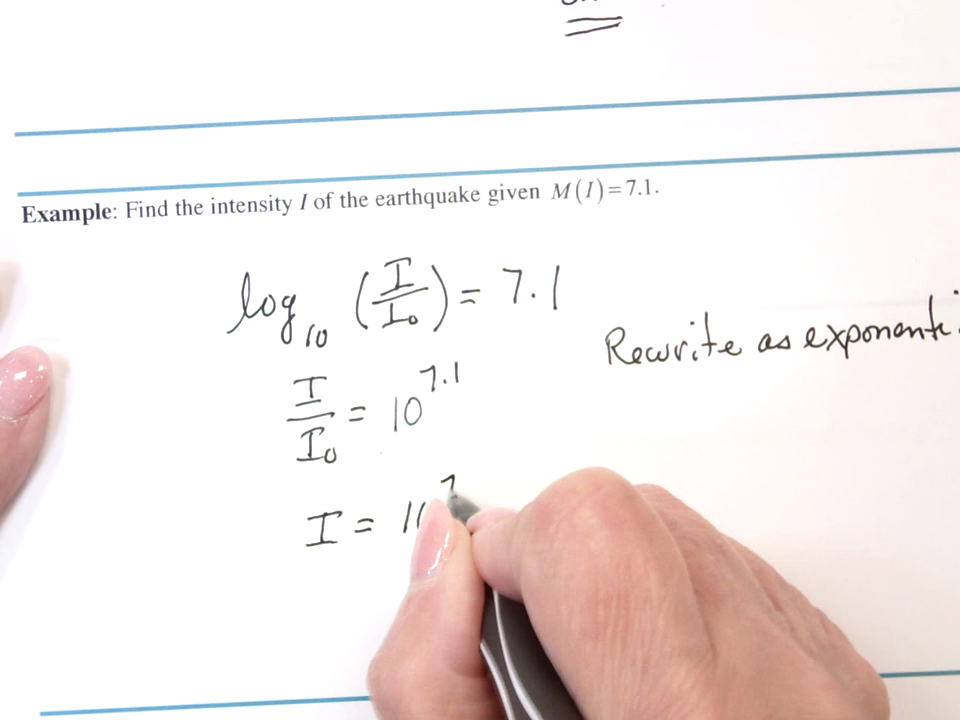 Example: Find the intensity I of the earthquake given M(I)=7.1.
log₁₀ (I/I₀) = 7.1
Rewrite as
I/I₀ = 10^7.1
I =